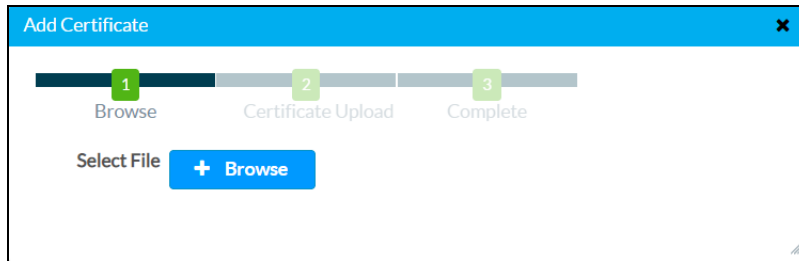 Add Certificate
1 2 3
Browse Certificate Upload Complete
Select File + Browse